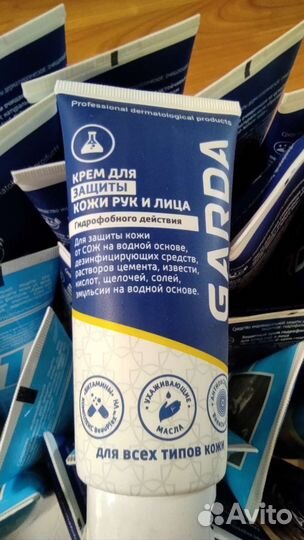 Professional dermatological products
КРЕМ ДЛЯ
ЗАЩИТЫ
КОЖИ РУК И ЛИЦА
Гидрофобного действия
Для защиты кожи
от СОЖ на водной основе,
дезинфицирующих средств,
растворов цемента, извести,
кислот, щелочей, солей,
эмульсии на водной основе.
GARDA
ВИТАМИНЫ
УХАЖИВАЮЩИЕ
МАСЛА
ДЛЯ ВСЕХ ТИПОВ КОЖИ
Avito